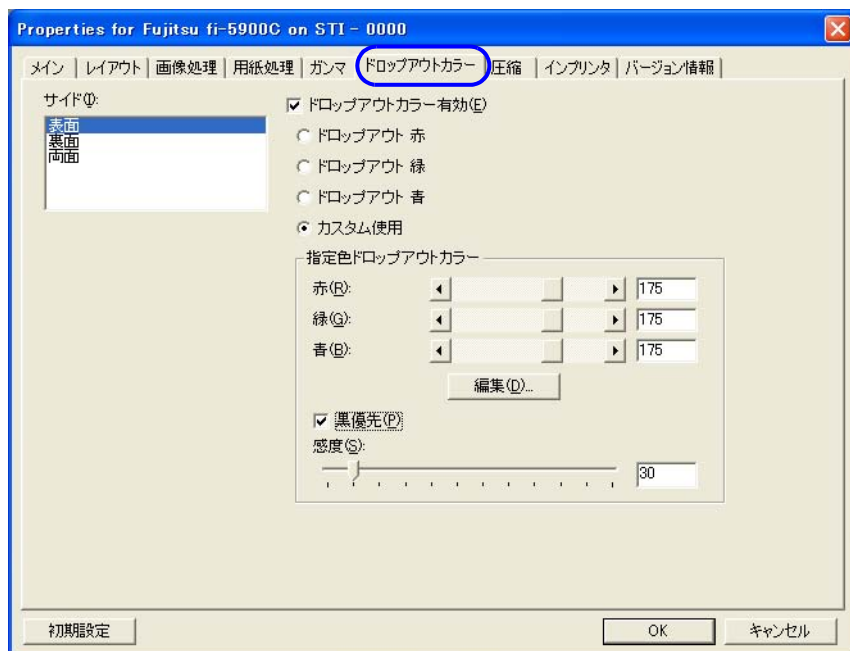 Properties for Fujitsu fi-5900C on STI - 0000
メイン レイアウト 画像処理 用紙処理 ガンマ ドロップアウトカラー 圧縮 インプリンタ バージョン情報
サイド(I):
表面
裏面
両面
ドロップアウトカラー有効(E)
ドロップアウト 赤
ドロップアウト 緑
ドロップアウト 青
カスタム使用
指定色ドロップアウトカラー
赤(R): 175
緑(G): 175
青(B): 175
編集(D)...
黒優先(P)
感度(S):
30
初期設定 OK キャンセル